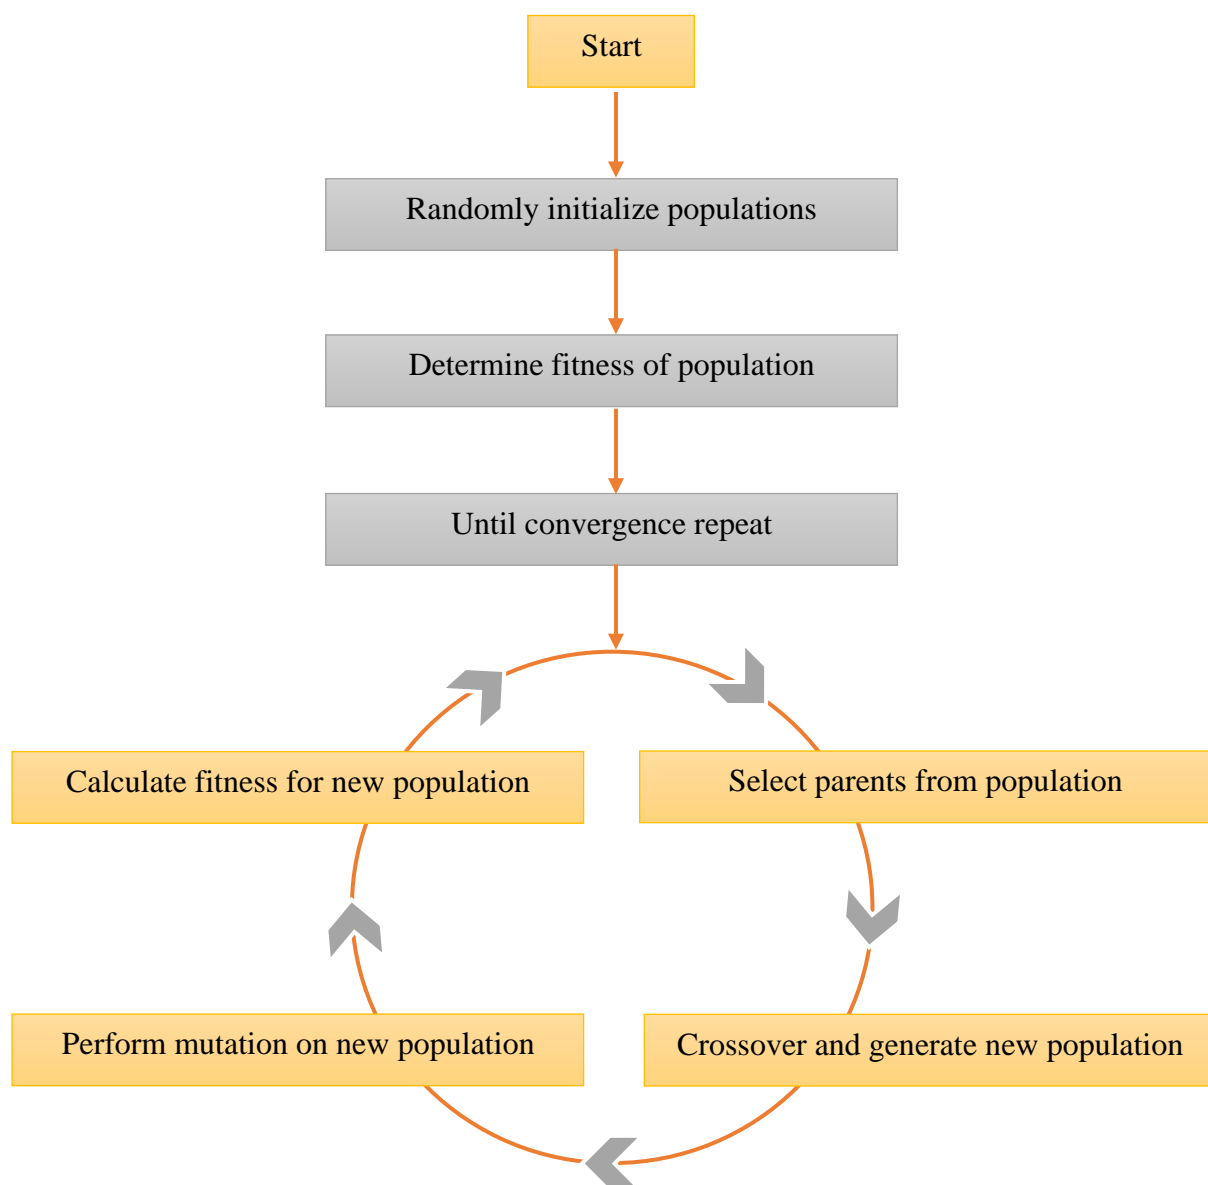 Start
Randomly initialize populations
Determine fitness of population
Until convergence repeat
Calculate fitness for new population
Select parents from population
Perform mutation on new population
Crossover and generate new population